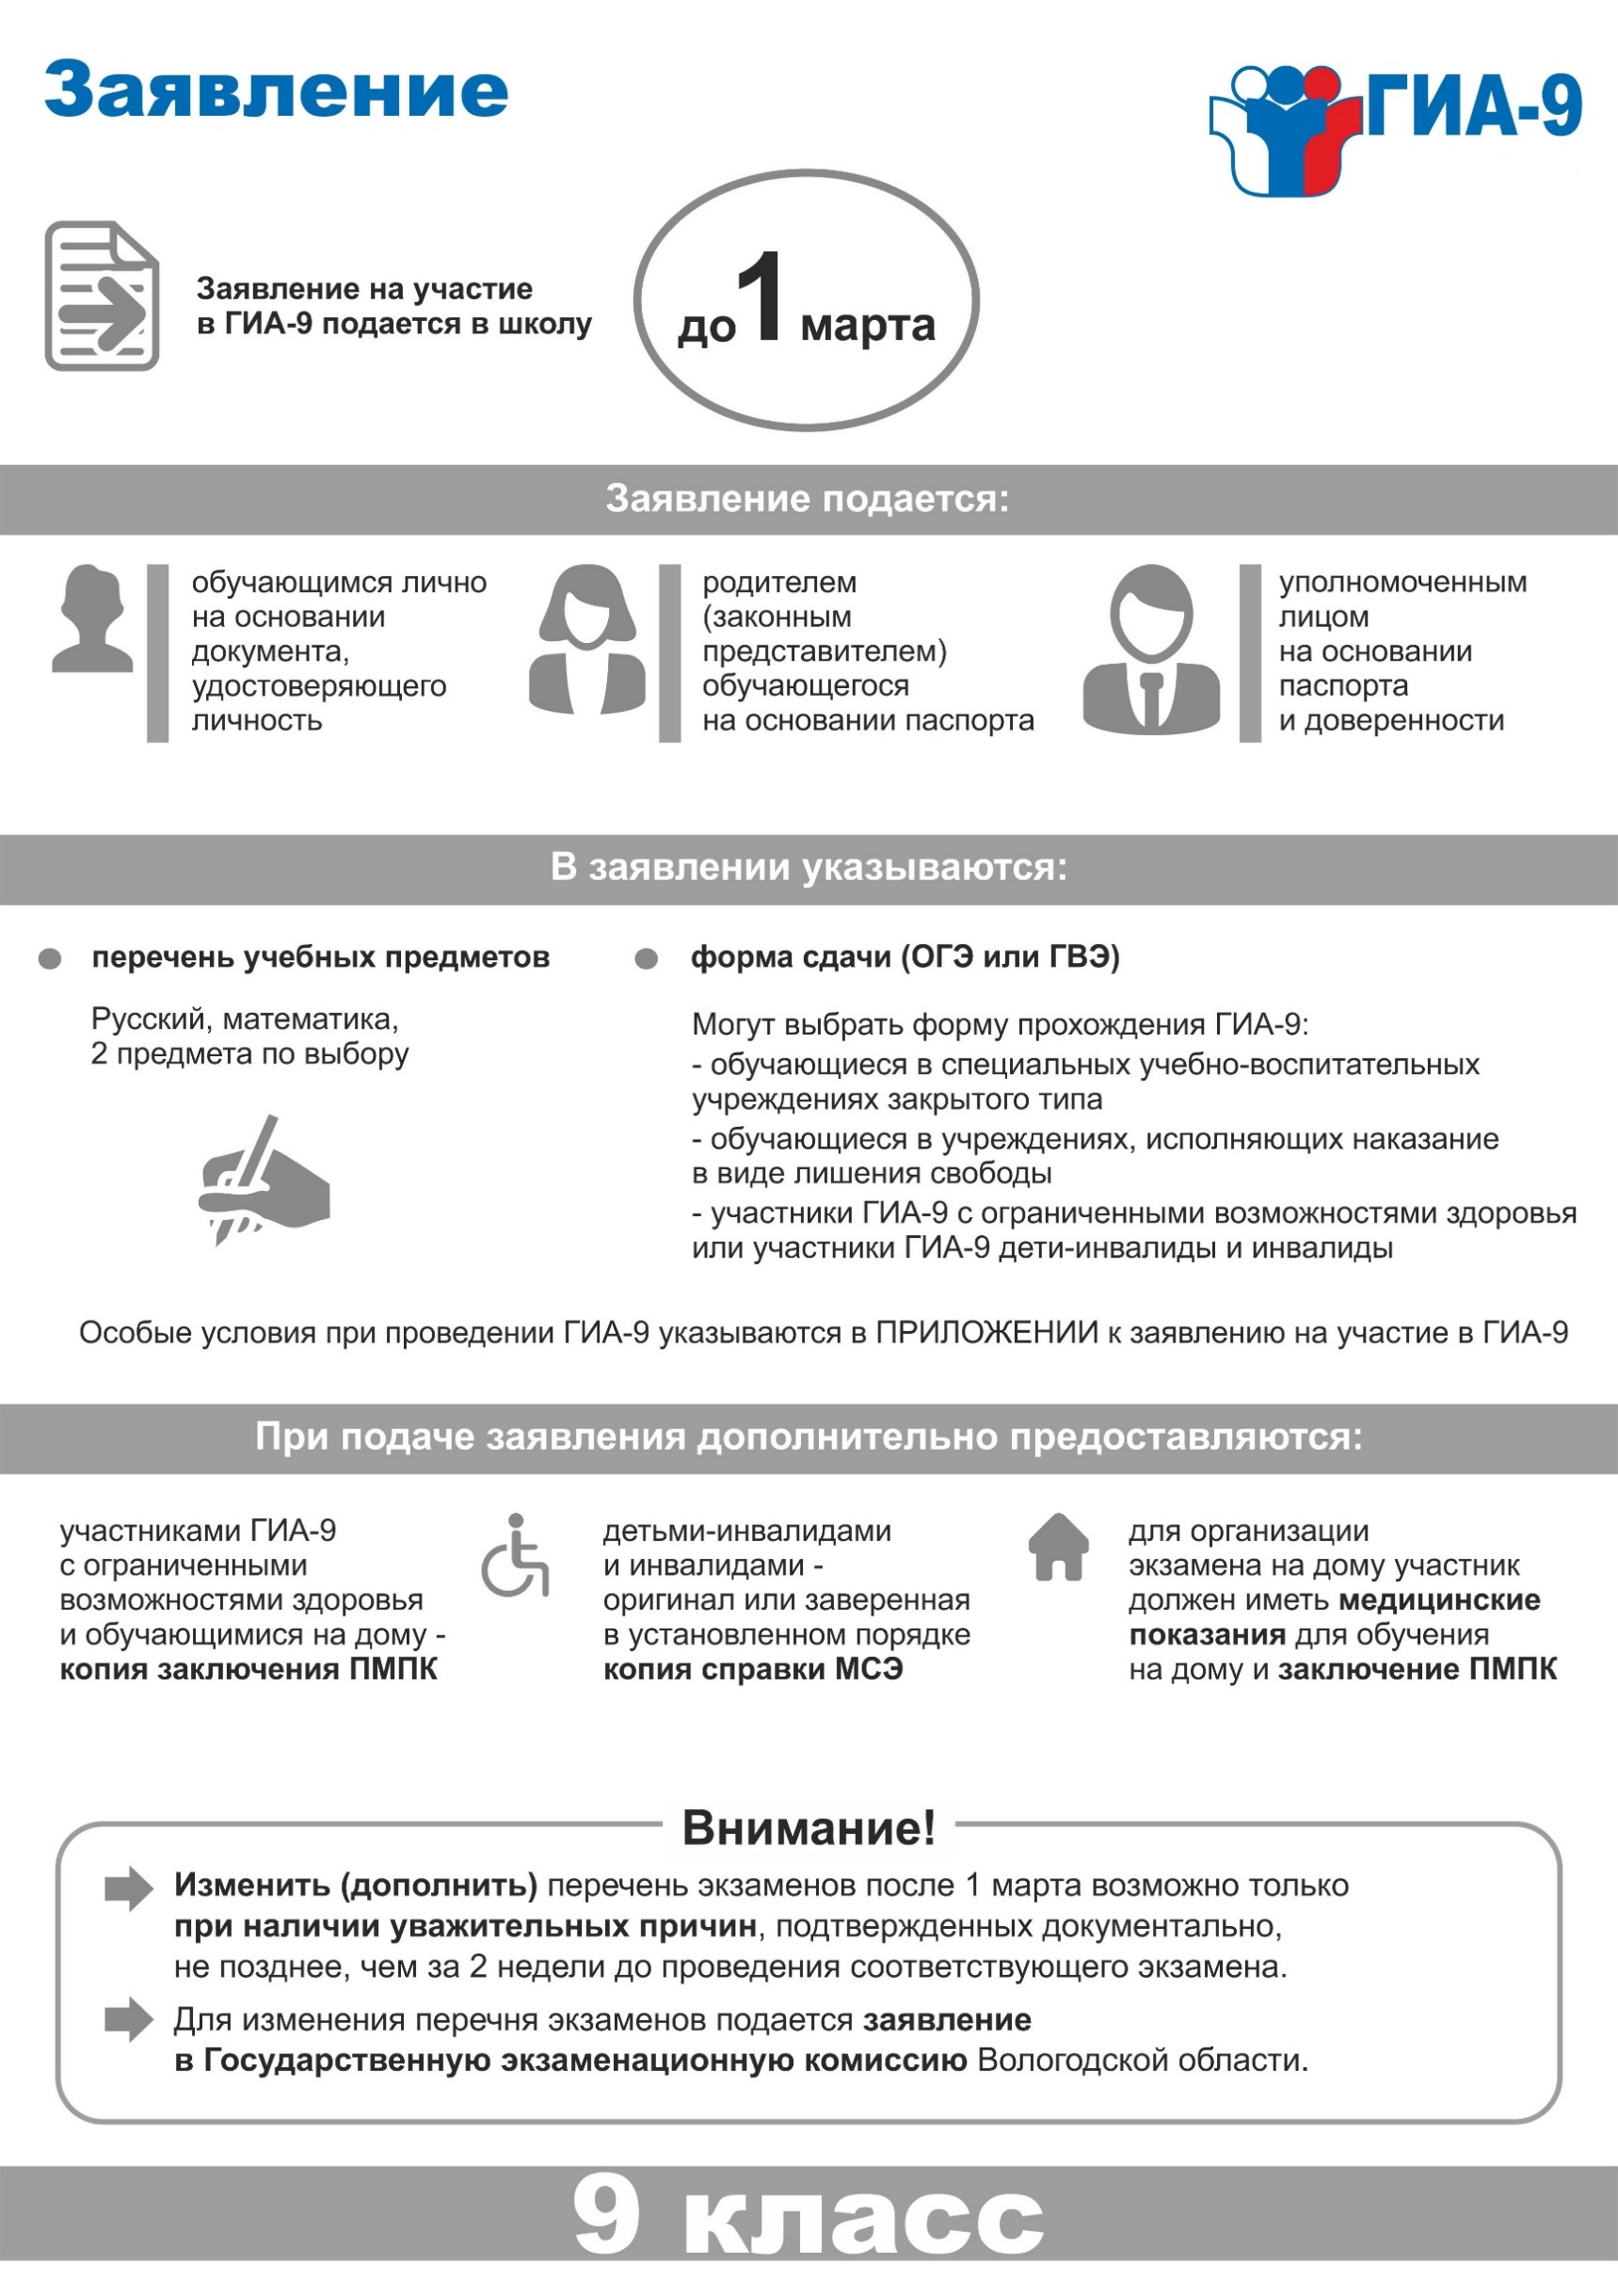 Заявление
ГИА-9
Заявление на участие
в ГИА-9 подается в школу
до 1 марта
Заявление подается:
обучающимся лично
на основании
документа,
удостоверяющего
личность
родителем
(законным
представителем)
обучающегося
на основании паспорта
уполномоченным
лицом
на основании
паспорта
и доверенности
В заявлении указываются:
перечень учебных предметов
Русский, математика,
2 предмета по выбору
форма сдачи (ОГЭ или ГВЭ)
Могут выбрать форму прохождения ГИА-9:
- обучающиеся в специальных учебно-воспитательных
учреждениях закрытого типа
- обучающиеся в учреждениях, исполняющих наказание
в виде лишения свободы
- участники ГИА-9 с ограниченными возможностями здоровья
или участники ГИА-9 дети-инвалиды и инвалиды
Особые условия при проведении ГИА-9 указываются в ПРИЛОЖЕНИИ к заявлению на участие в ГИА-9
При подаче заявления дополнительно предоставляются:
участниками ГИА-9
с ограниченными
возможностями здоровья
и обучающимися на дому -
копия заключения ПМПК
детьми-инвалидами
и инвалидами -
оригинал или заверенная
в установленном порядке
копия справки МСЭ
для организации
экзамена на дому участник
должен иметь медицинские
показания для обучения
на дому и заключение ПМПК
Внимание!
Изменить (дополнить) перечень экзаменов после 1 марта возможно только
при наличии уважительных причин, подтвержденных документально,
не позднее, чем за 2 недели до проведения соответствующего экзамена.
Для изменения перечня экзаменов подается заявление
в Государственную экзаменационную комиссию Вологодской области.
9 класс